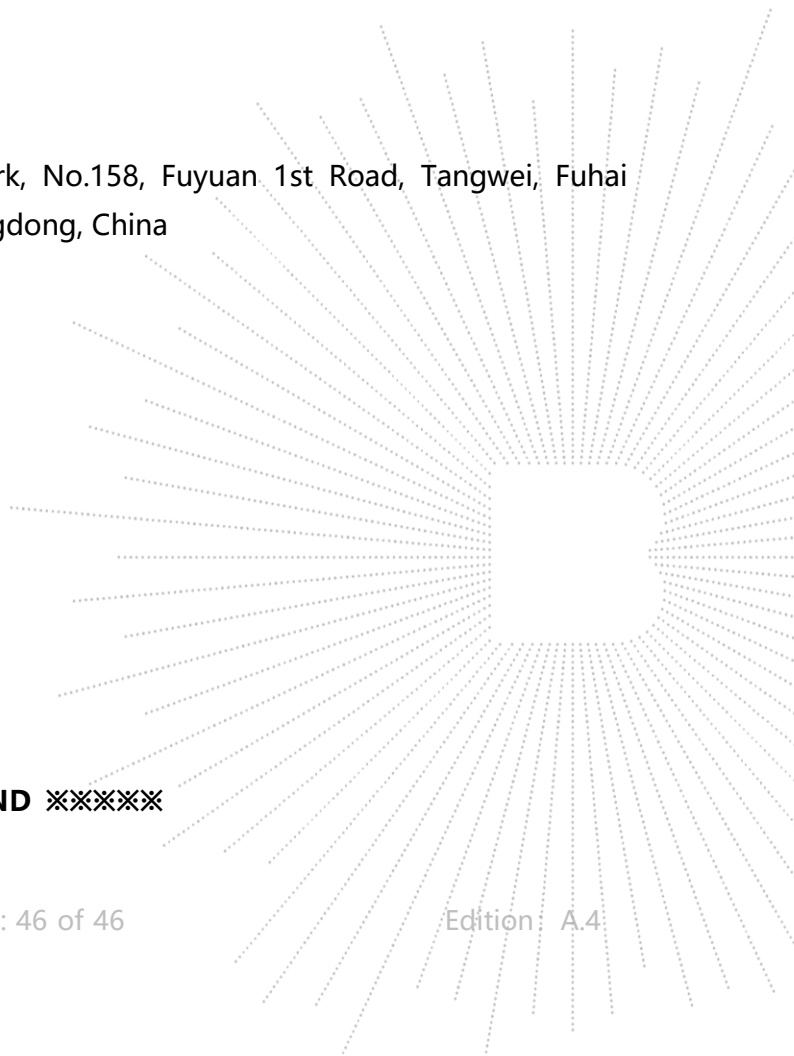 rk, No.158, Fuyuan 1st Road, Tangwei, Fuhai
gdong, China
ND ※※※※※
: 46 of 46 Edition: A.4